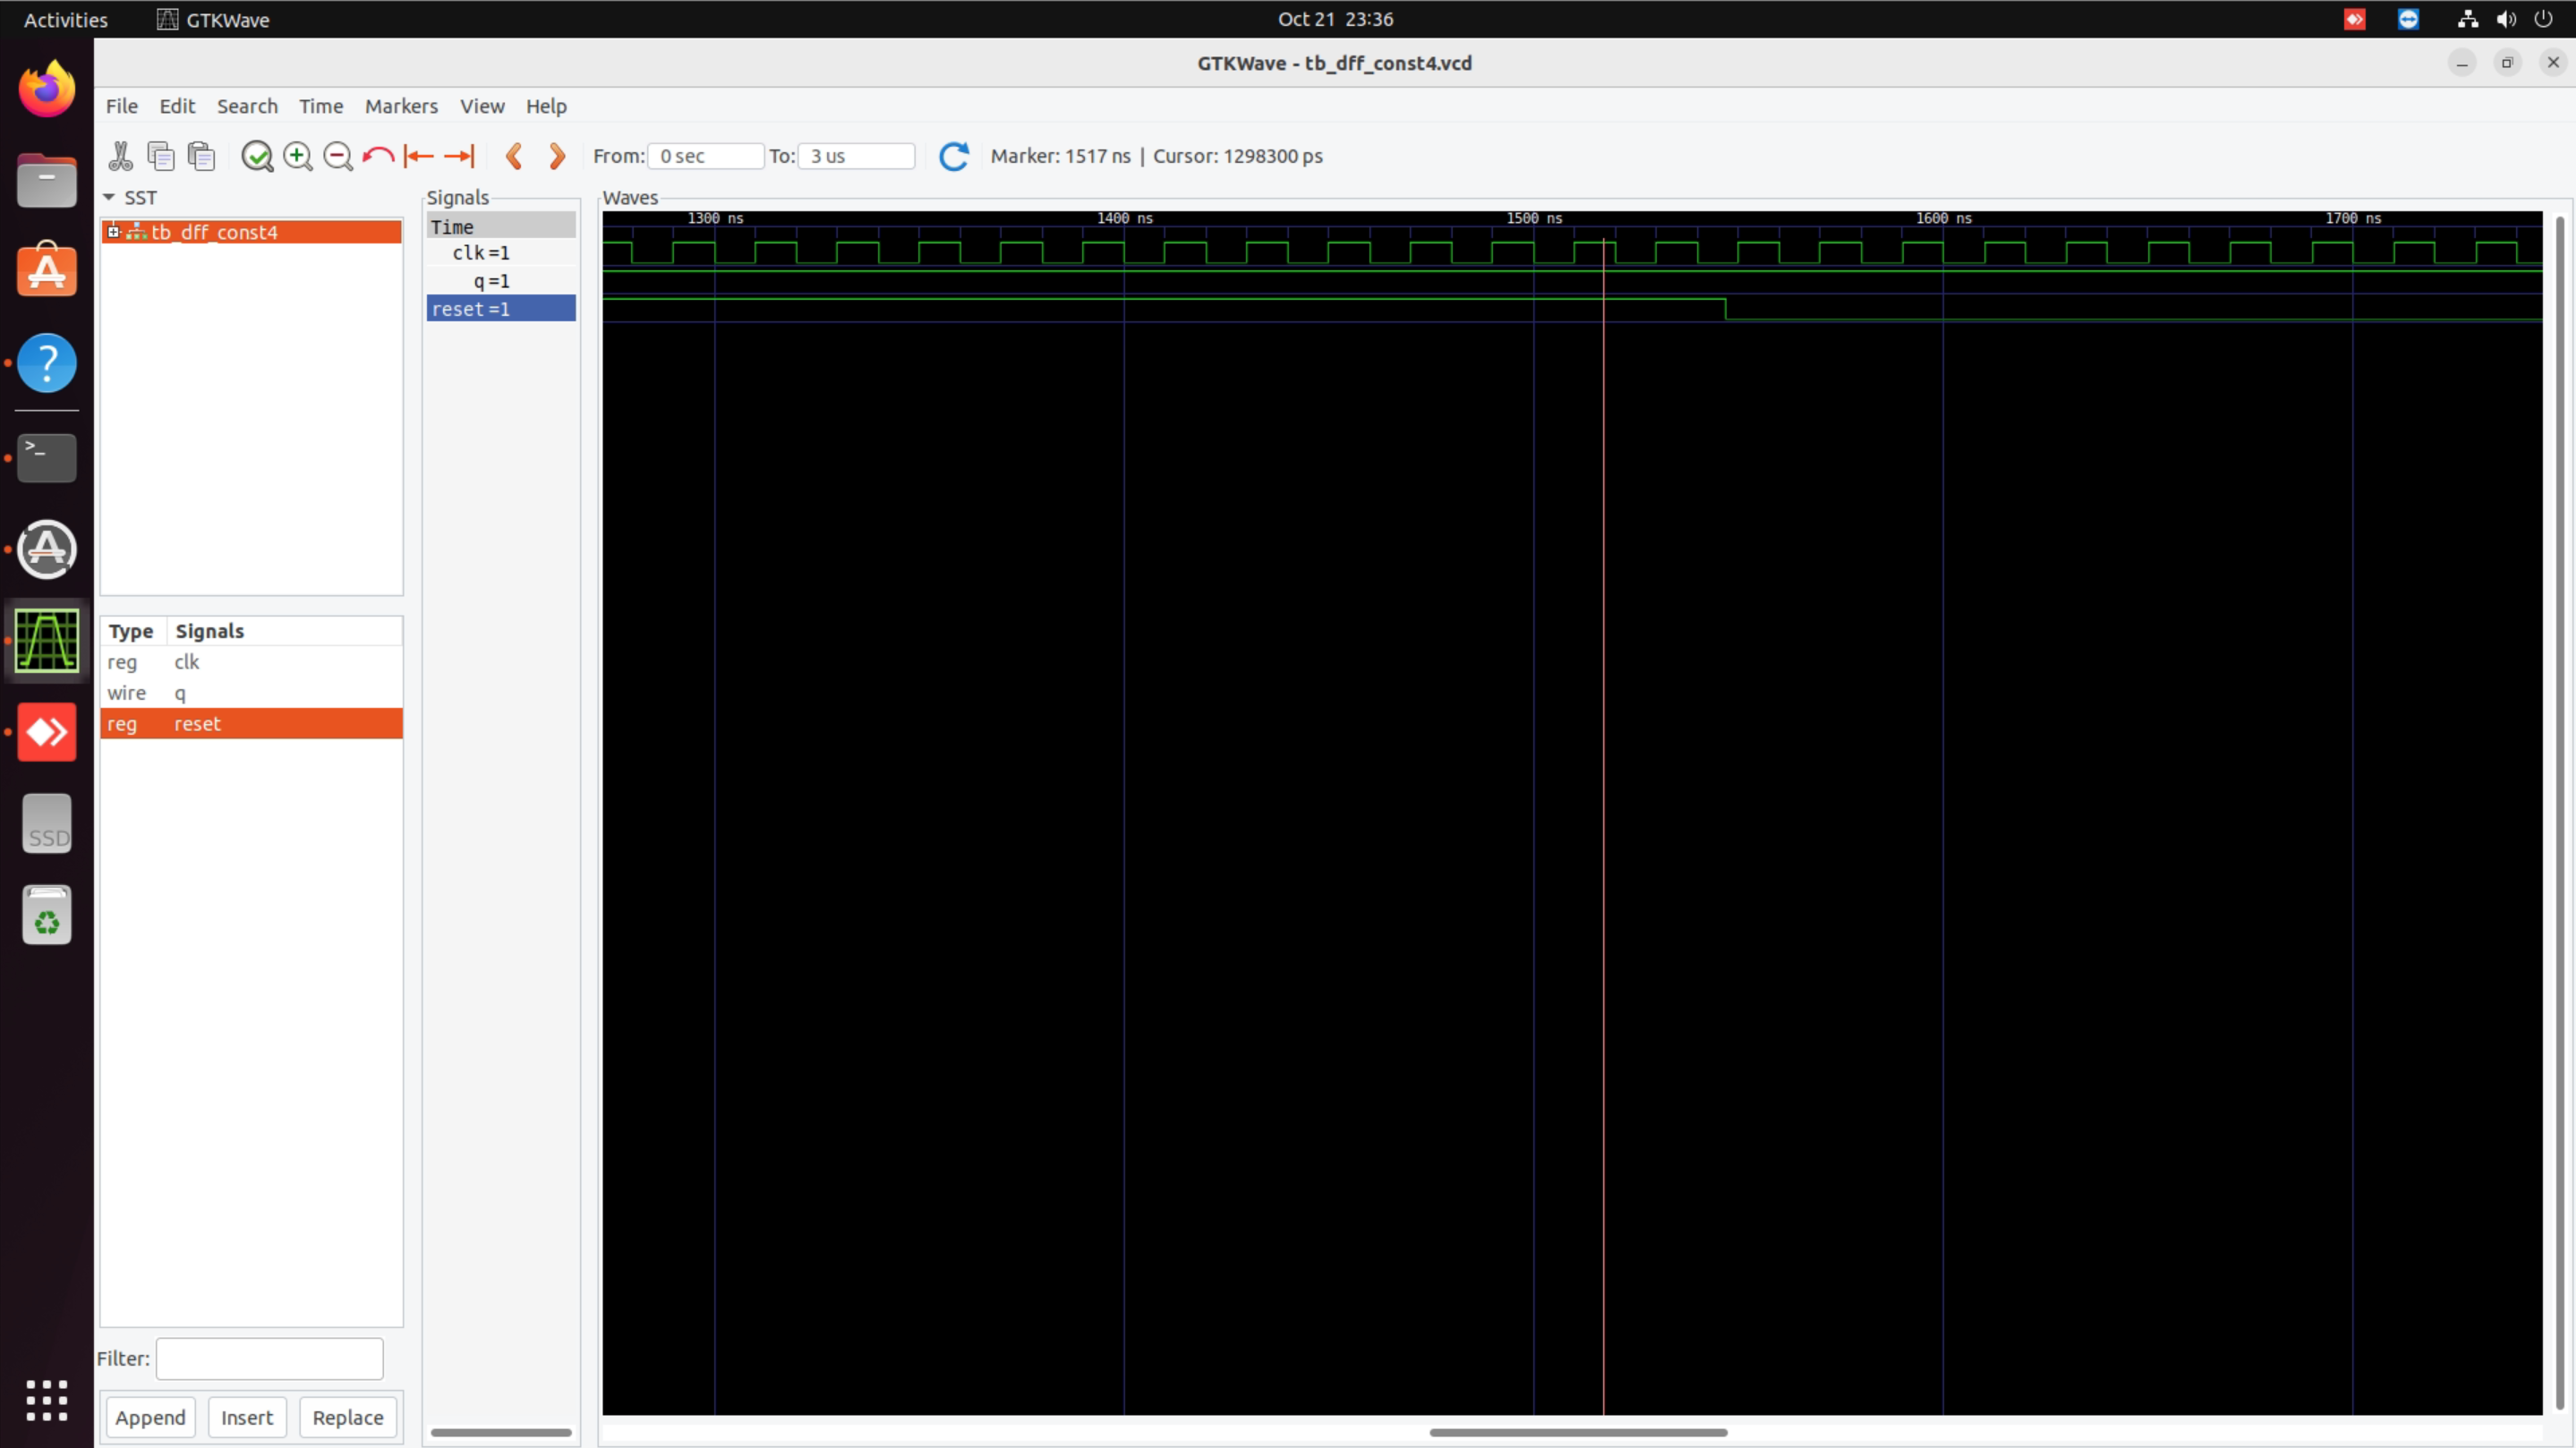 Activities GTKWave Oct 21 23:36
GTKWave - tb_dff_const4.vcd
File Edit Search Time Markers View Help
From: 0 sec To: 3 us Marker: 1517 ns | Cursor: 1298300 ps
SST
tb_dff_const4
Type Signals
reg clk
wire q
reg reset
Filter:
Append Insert Replace
Signals
Time
clk=1
q=1
reset=1
Waves
1300 ns 1400 ns 1500 ns 1600 ns 1700 ns
SSD